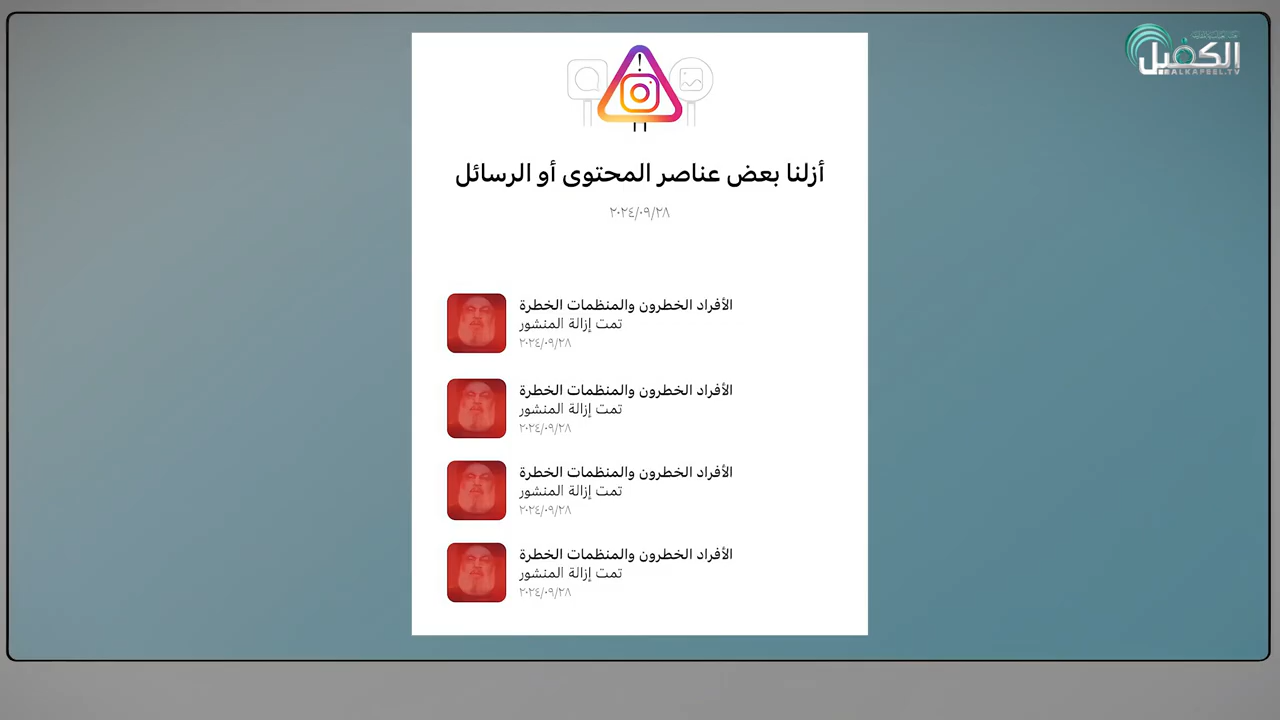 الكفيل
ALKAFEEL.TV
!
أزلنا بعض عناصر المحتوى أو الرسائل
٢٠٢٤/٠٩/٢٨
الأفراد الخطرون والمنظمات الخطرة
تمت إزالة المنشور
٢٠٢٤/٠٩/٢٨
الأفراد الخطرون والمنظمات الخطرة
تمت إزالة المنشور
٢٠٢٤/٠٩/٢٨
الأفراد الخطرون والمنظمات الخطرة
تمت إزالة المنشور
٢٠٢٤/٠٩/٢٨
الأفراد الخطرون والمنظمات الخطرة
تمت إزالة المنشور
٢٠٢٤/٠٩/٢٨